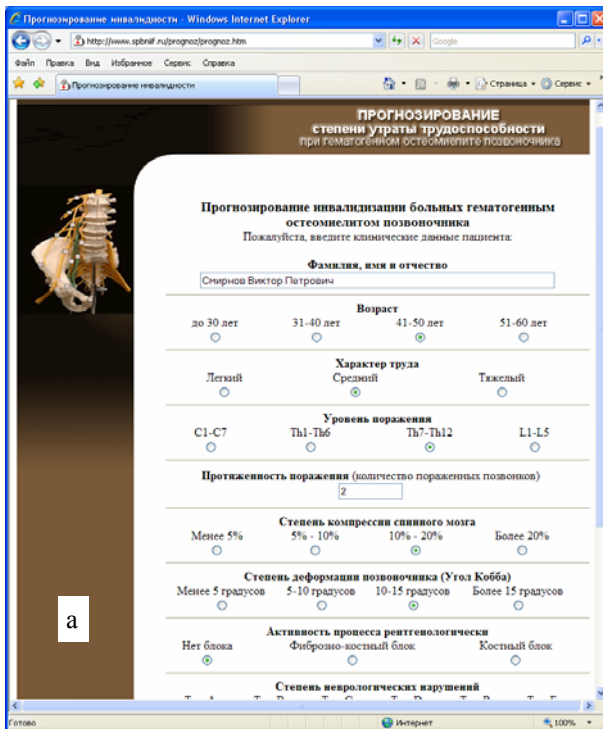 Прогнозирование инвалидности - Windows Internet Explorer
http://www.spbniif.ru/prognoz/prognoz.htm
Google
Файл Правка Вид Избранное Сервис Справка
Прогнозирование инвалидности
Страница Сервис
ПРОГНОЗИРОВАНИЕ
степени утраты трудоспособности
при гематогенном остеомиелите позвоночника
Прогнозирование инвалидизации больных гематогенным
остеомиелитом позвоночника
Пожалуйста, введите клинические данные пациента:
Фамилия, имя и отчество
Смирнов Виктор Петрович
Возраст
до 30 лет 31-40 лет 41-50 лет 51-60 лет
Характер труда
Легкий Средний Тяжелый
Уровень поражения
C1-C7 Th1-Th6 Th7-Th12 L1-L5
Протяженность поражения (количество пораженных позвонков)
2
Степень компрессии спинного мозга
Менее 5% 5% - 10% 10% - 20% Более 20%
Степень деформации позвоночника (Угол Кобба)
Менее 5 градусов 5-10 градусов 10-15 градусов Более 15 градусов
а
Активность процесса рентгенологически
Нет блока Фиброзно-костный блок Костный блок
Степень неврологических нарушений
Готово Интернет 100%